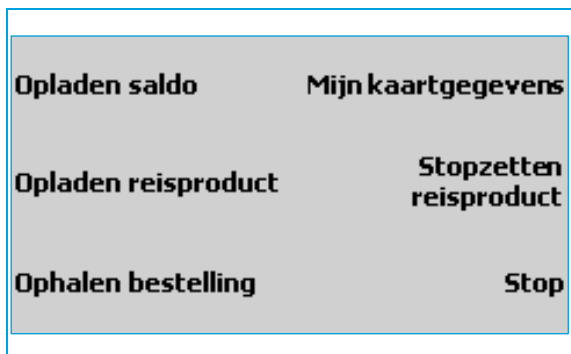 Opladen saldo
Mijn kaartgegevens
Opladen reisproduct
Stopzetten
reisproduct
Ophalen bestelling
Stop